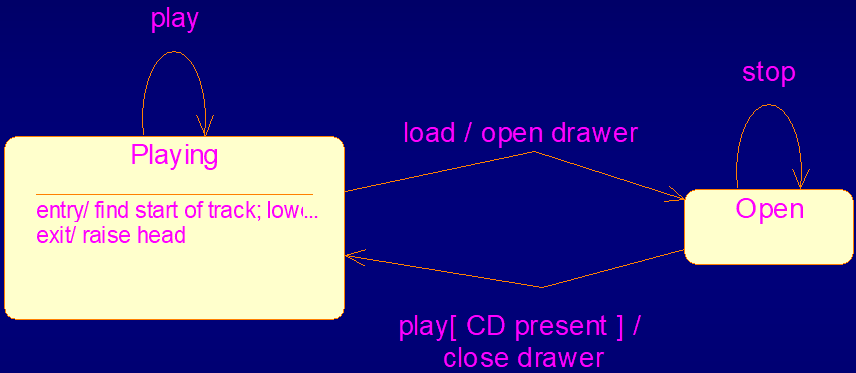 play
stop
load / open drawer
Playing
entry/ find start of track; lowe...
exit/ raise head
Open
play[ CD present ] /
close drawer